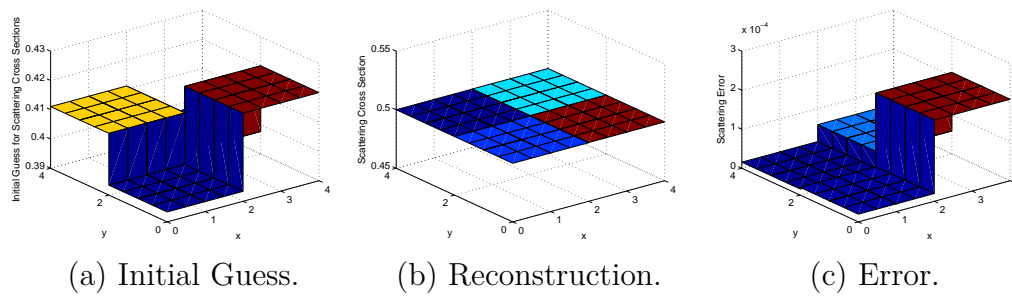 Initial Guess for Scattering Cross Sections
0.43
0.42
0.41
0.4
0.39
4
2
0
y
0
1
2
3
4
x
(a) Initial Guess.
Scattering Cross Section
0.55
0.5
0.45
4
2
0
y
0
1
2
3
4
x
(b) Reconstruction.
x 10⁻⁴
Scattering Error
3
2
1
0
4
2
0
y
0
1
2
3
4
x
(c) Error.